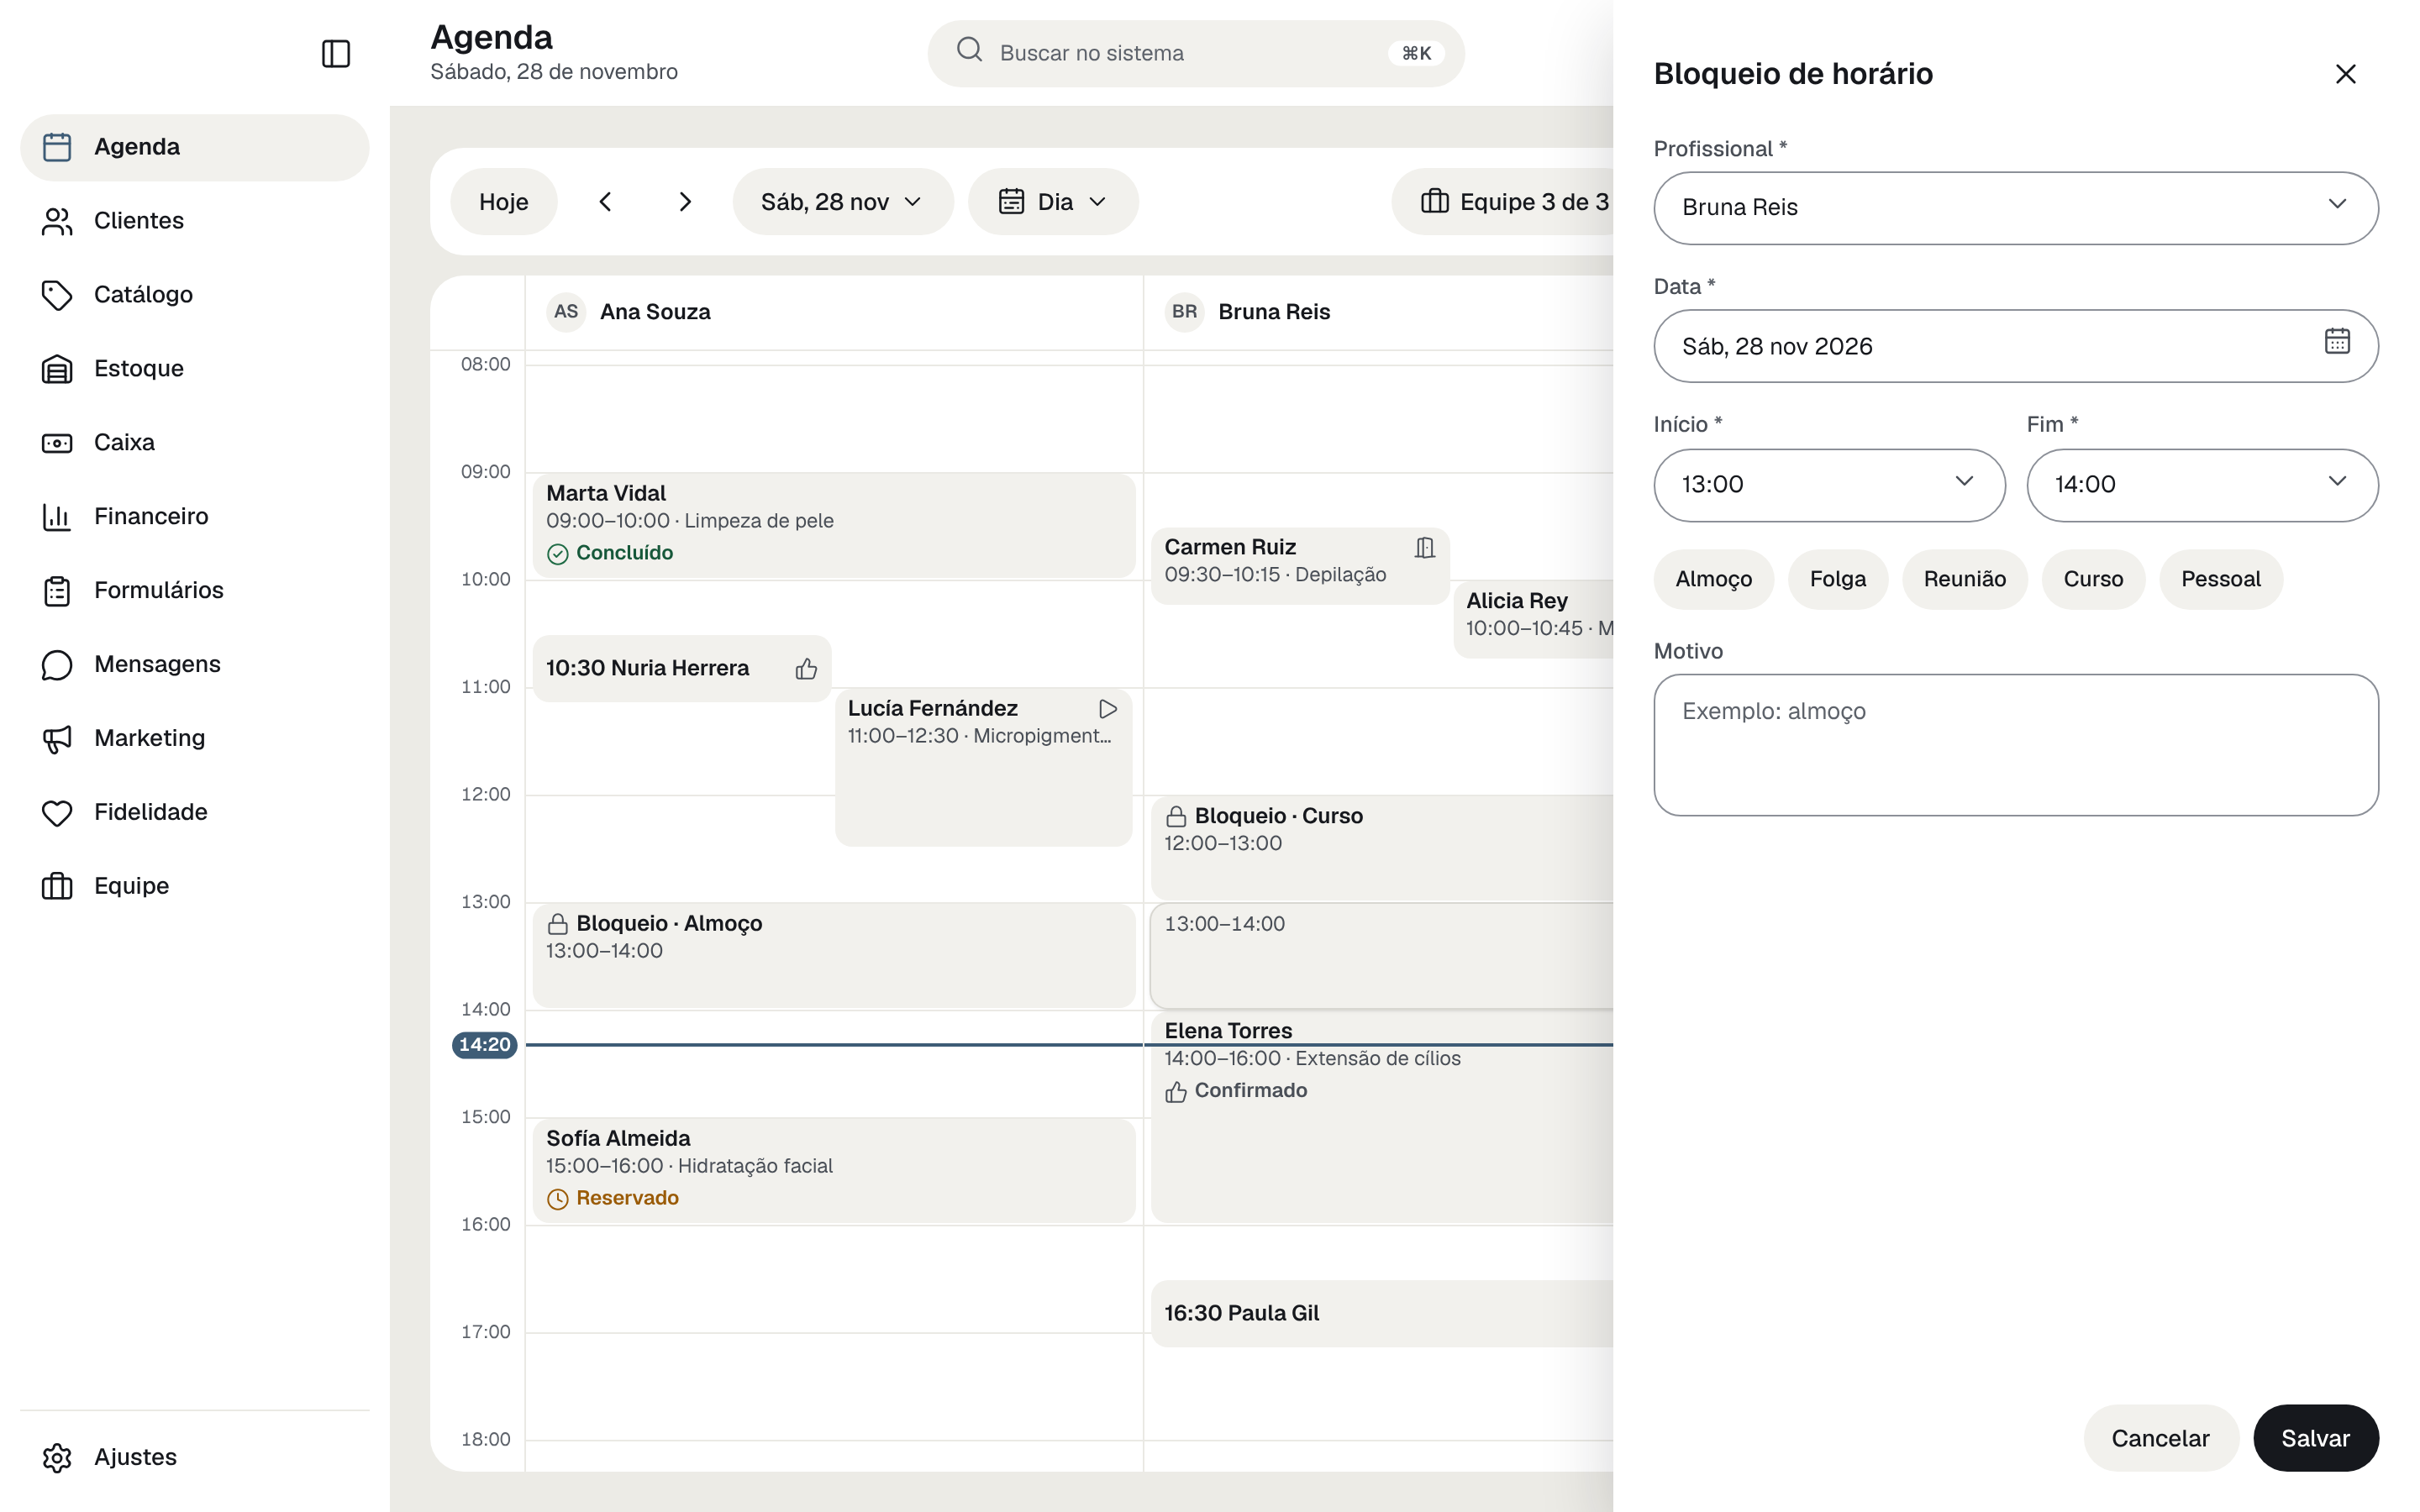 Agenda
Clientes
Catálogo
Estoque
Caixa
Financeiro
Formulários
Mensagens
Marketing
Fidelidade
Equipe
Ajustes
Agenda
Sábado, 28 de novembro
Buscar no sistema
⌘K
Hoje
Sáb, 28 nov
Dia
Equipe 3 de 3
AS Ana Souza
BR Bruna Reis
08:00
09:00
10:00
11:00
12:00
13:00
14:00
14:20
15:00
16:00
17:00
18:00
Marta Vidal
09:00–10:00 · Limpeza de pele
Concluído
10:30 Nuria Herrera
Lucía Fernández
11:00–12:30 · Micropigment...
Bloqueio · Almoço
13:00–14:00
Sofía Almeida
15:00–16:00 · Hidratação facial
Reservado
Carmen Ruiz
09:30–10:15 · Depilação
Alicia Rey
10:00–10:45 · M
Bloqueio · Curso
12:00–13:00
13:00–14:00
Elena Torres
14:00–16:00 · Extensão de cílios
Confirmado
16:30 Paula Gil
Bloqueio de horário
Profissional *
Bruna Reis
Data *
Sáb, 28 nov 2026
Início *
13:00
Fim *
14:00
Almoço
Folga
Reunião
Curso
Pessoal
Motivo
Exemplo: almoço
Cancelar
Salvar